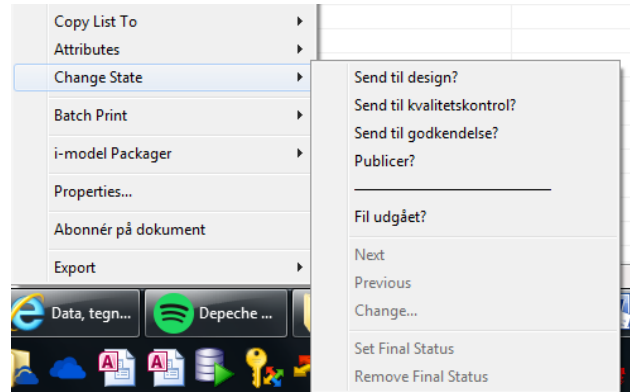 Copy List To
Attributes
Change State
Batch Print
i-model Packager
Properties...
Abonnér på dokument
Export
Send til design?
Send til kvalitetskontrol?
Send til godkendelse?
Publicer?
Fil udgået?
Next
Previous
Change...
Set Final Status
Remove Final Status
Data, tegn...
Depeche ...
A
A